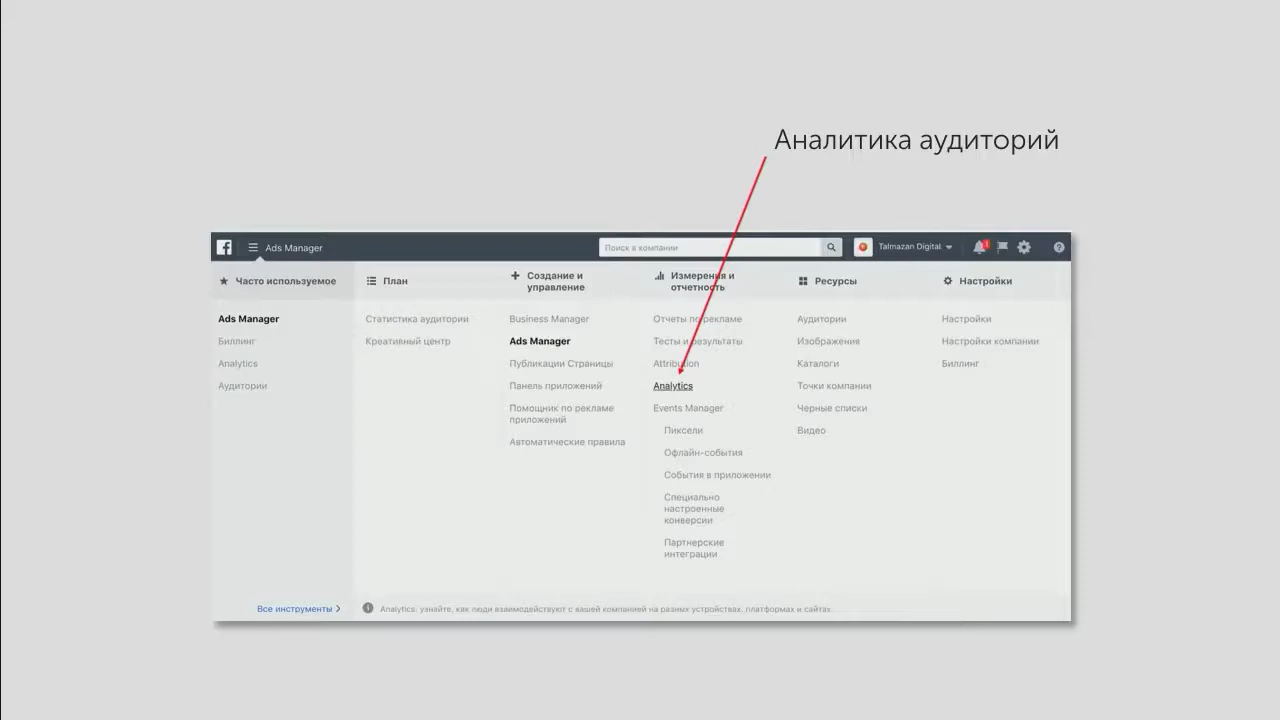 Аналитика аудиторий
Ads Manager
Поиск в компании
Talmazan Digital
1
Часто используемое
Ads Manager
Биллинг
Analytics
Аудитории
Все инструменты
План
Статистика аудитории
Креативный центр
Создание и
управление
Business Manager
Ads Manager
Публикации Страницы
Панель приложений
Помощник по рекламе
приложений
Автоматические правила
Измерения и
отчетность
Отчеты по рекламе
Тесты и результаты
Attribution
Analytics
Events Manager
Пиксели
Офлайн-события
События в приложении
Специально
настроенные
конверсии
Партнерские
интеграции
Ресурсы
Аудитории
Изображения
Каталоги
Точки компании
Черные списки
Видео
Настройки
Настройки
Настройки компании
Биллинг
Analytics: узнайте, как люди взаимодействуют с вашей компанией на разных устройствах, платформах и сайтах.